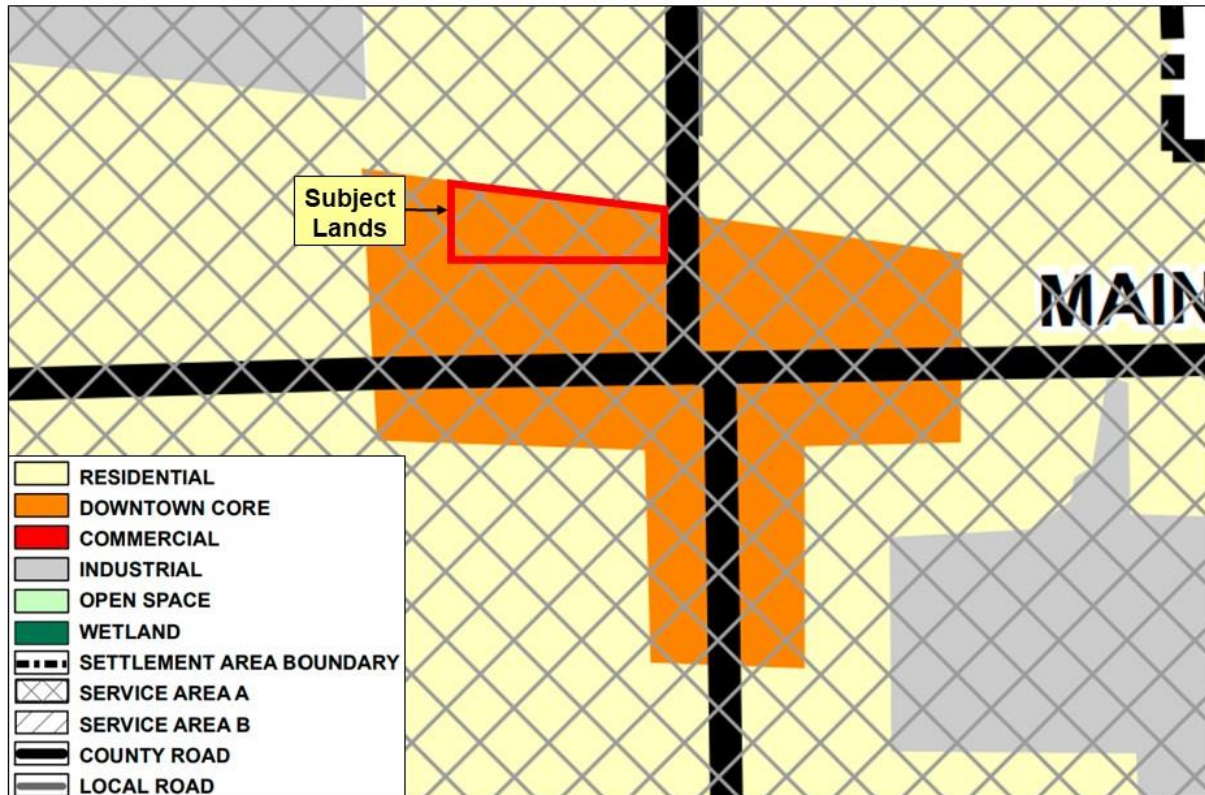 Subject
Lands
MAIN
RESIDENTIAL
DOWNTOWN CORE
COMMERCIAL
INDUSTRIAL
OPEN SPACE
WETLAND
SETTLEMENT AREA BOUNDARY
SERVICE AREA A
SERVICE AREA B
COUNTY ROAD
LOCAL ROAD